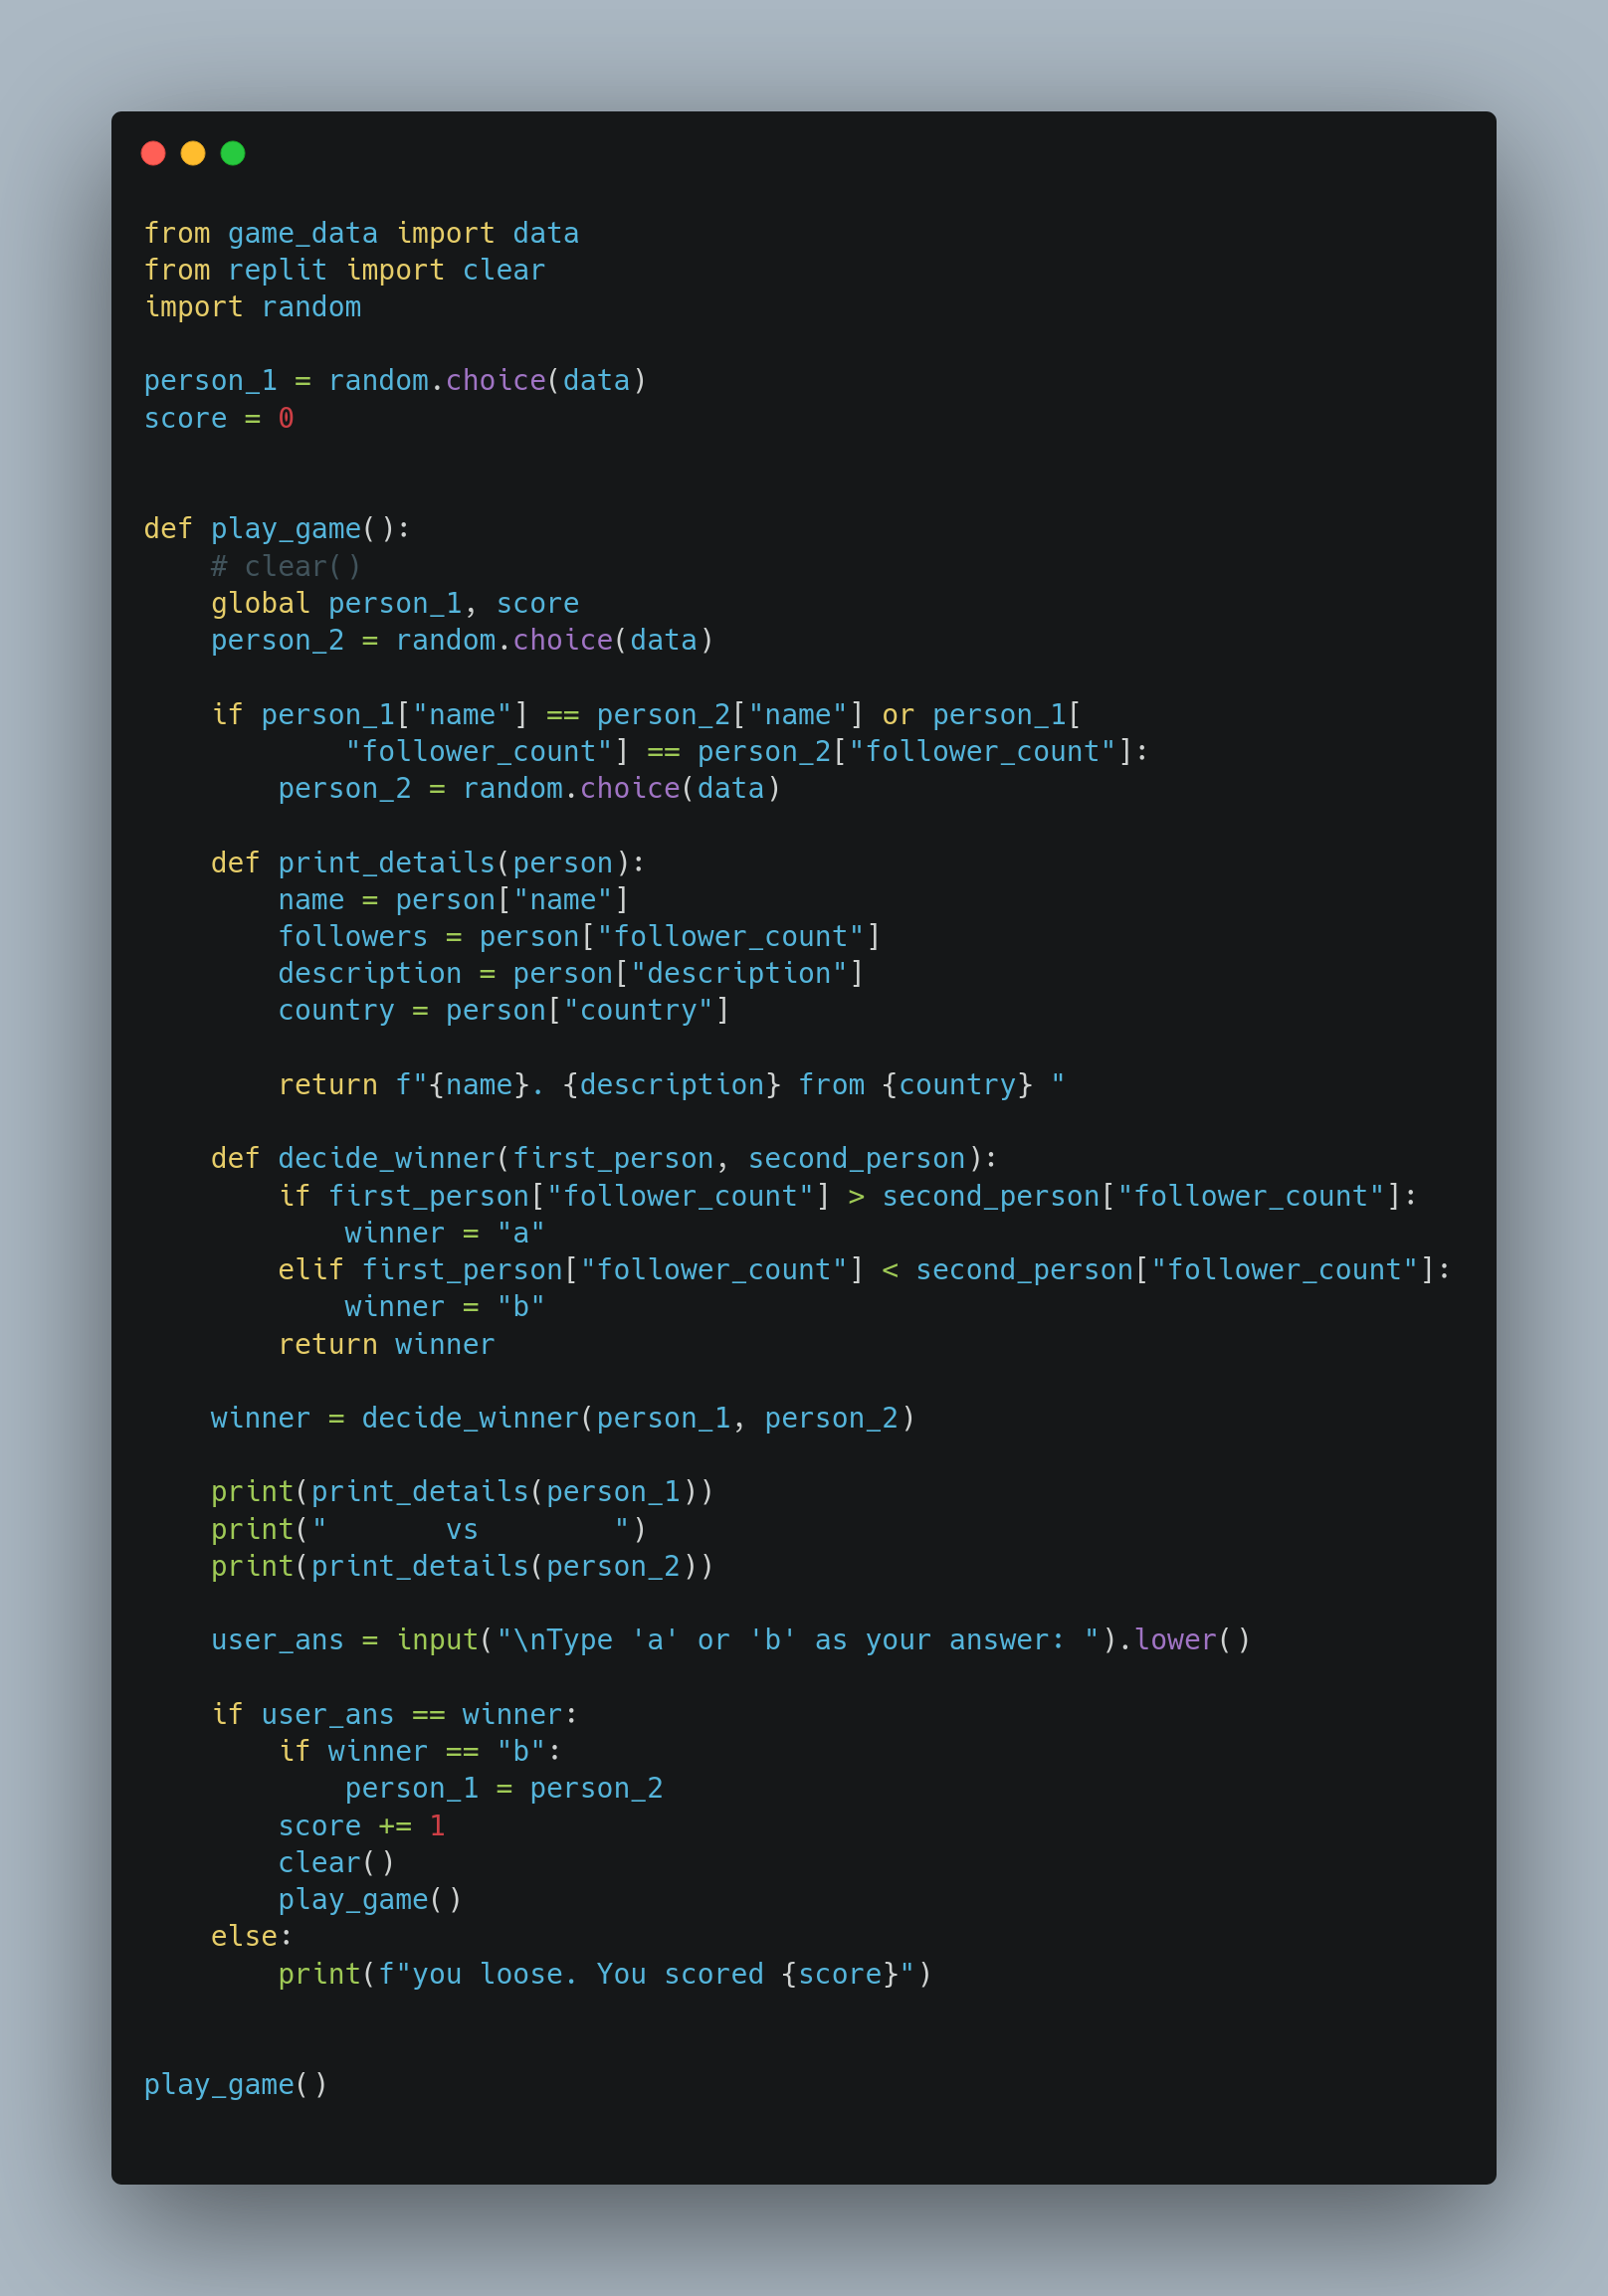 from game_data import data
from replit import clear
import random

person_1 = random.choice(data)
score = 0


def play_game():
    # clear()
    global person_1, score
    person_2 = random.choice(data)

    if person_1["name"] == person_2["name"] or person_1[
            "follower_count"] == person_2["follower_count"]:
        person_2 = random.choice(data)

    def print_details(person):
        name = person["name"]
        followers = person["follower_count"]
        description = person["description"]
        country = person["country"]

        return f"{name}. {description} from {country} "

    def decide_winner(first_person, second_person):
        if first_person["follower_count"] > second_person["follower_count"]:
            winner = "a"
        elif first_person["follower_count"] < second_person["follower_count"]:
            winner = "b"
        return winner

    winner = decide_winner(person_1, person_2)

    print(print_details(person_1))
    print("       vs        ")
    print(print_details(person_2))

    user_ans = input("\nType 'a' or 'b' as your answer: ").lower()

    if user_ans == winner:
        if winner == "b":
            person_1 = person_2
        score += 1
        clear()
        play_game()
    else:
        print(f"you loose. You scored {score}")


play_game()